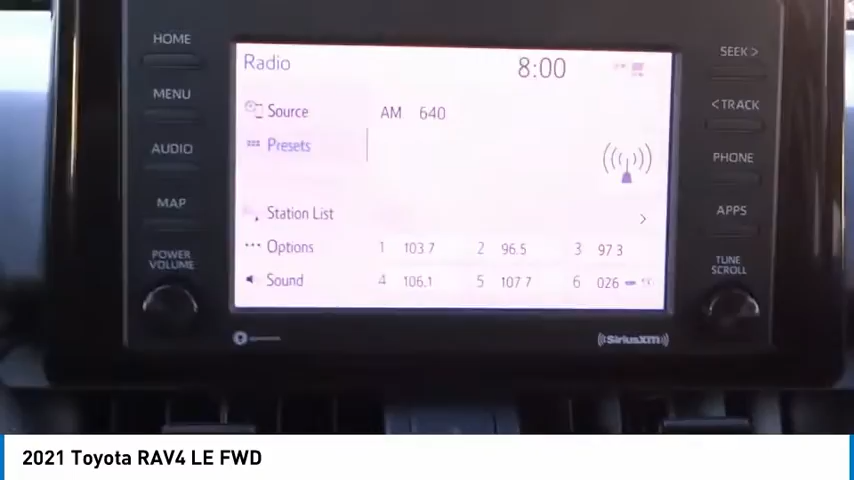 HOME
MENU
AUDIO
MAP
POWER
VOLUME
Radio
8:00
Source
AM 640
Presets
Station List
>
Options
1 103.7 2 96.5 3 97.3
Sound
4 106.1 5 107.7 6 026
SEEK >
< TRACK
PHONE
APPS
TUNE
SCROLL
((SiriusXM))
2021 Toyota RAV4 LE FWD